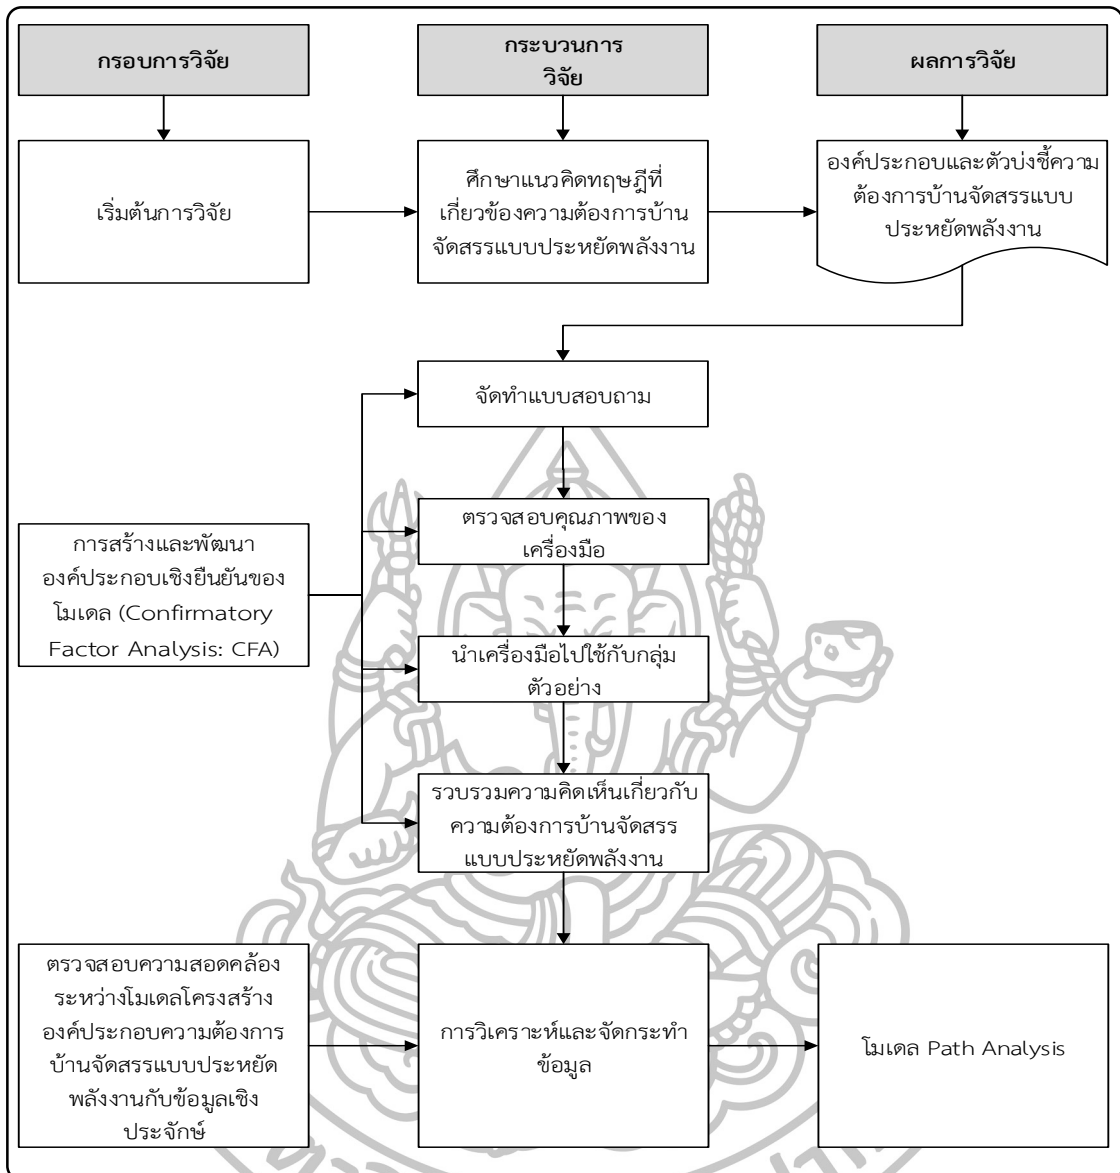 กรอบการวิจัย
กระบวนการ
วิจัย
ผลการวิจัย
เริ่มต้นการวิจัย
ศึกษาแนวคิดทฤษฎีที่
เกี่ยวข้องความต้องการบ้าน
จัดสรรแบบประหยัดพลังงาน
องค์ประกอบและตัวบ่งชี้ความ
ต้องการบ้านจัดสรรแบบ
ประหยัดพลังงาน
จัดทำแบบสอบถาม
การสร้างและพัฒนา
องค์ประกอบเชิงยืนยันของ
โมเดล (Confirmatory
Factor Analysis: CFA)
ตรวจสอบคุณภาพของ
เครื่องมือ
นำเครื่องมือไปใช้กับกลุ่ม
ตัวอย่าง
รวบรวมความคิดเห็นเกี่ยวกับ
ความต้องการบ้านจัดสรร
แบบประหยัดพลังงาน
ตรวจสอบความสอดคล้อง
ระหว่างโมเดลโครงสร้าง
องค์ประกอบความต้องการ
บ้านจัดสรรแบบประหยัด
พลังงานกับข้อมูลเชิง
ประจักษ์
การวิเคราะห์และจัดกระทำ
ข้อมูล
โมเดล Path Analysis